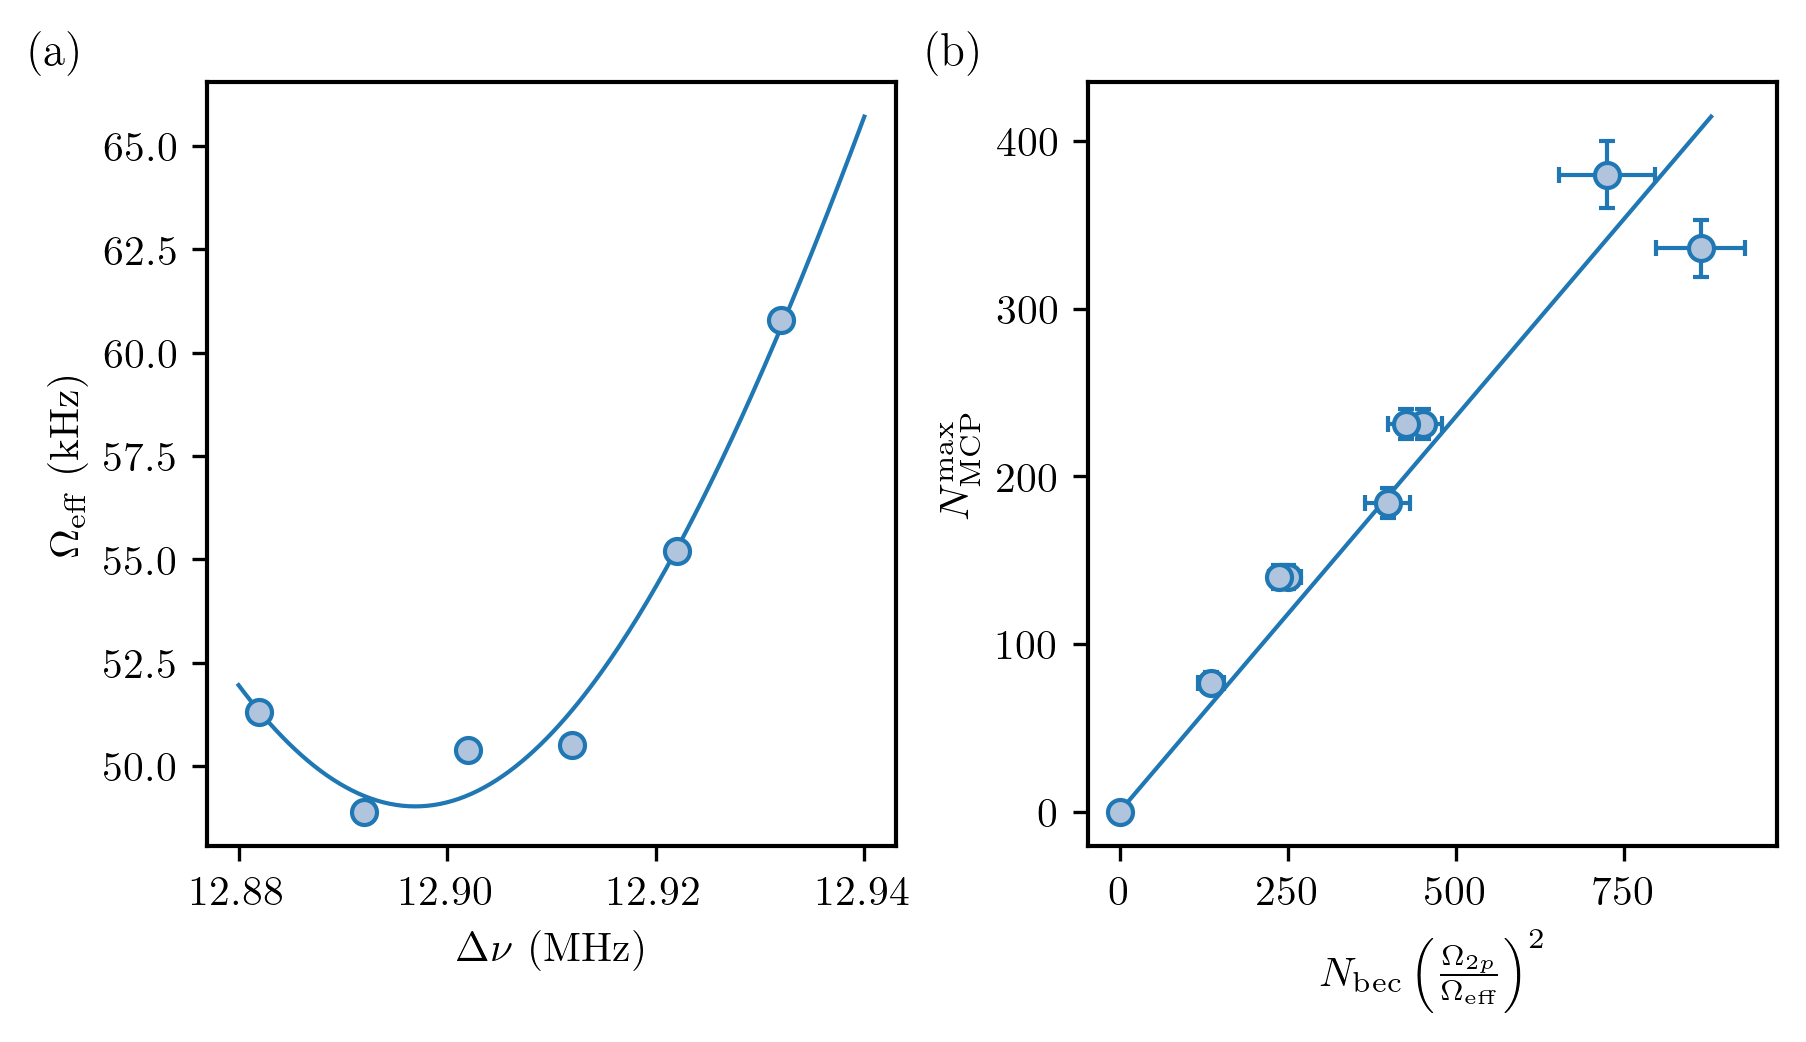 (a)
65.0
62.5
60.0
57.5
55.0
52.5
50.0
Ω_eff (kHz)
12.88 12.90 12.92 12.94
Δν (MHz)
(b)
400
300
200
100
0
N_MCP^max
0 250 500 750
N_bec (Ω_2p/Ω_eff)^2